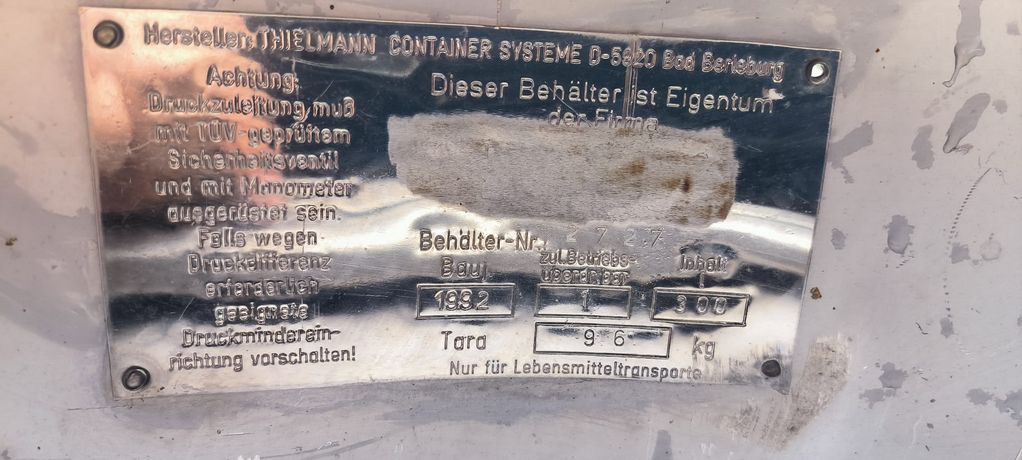 Hersteller: THIELMANN CONTAINER SYSTEME D-5920 Bad Berleburg
Achtung:
Druckzuleitung muß
mit TÜV-geprüftem
Sicherheitsventil
und mit Manometer
ausgerüstet sein.
Falls wegen
Druckdifferenz
erforderlich
geeignete
Druckminderein-
richtung vorschalten!
Dieser Behälter ist Eigentum
der Firma
Behälter-Nr. 2727
Bauj. zul. Betriebs- Inhalt
überdruck l
1992 1 300
Tara 96 kg
Nur für Lebensmitteltransporte